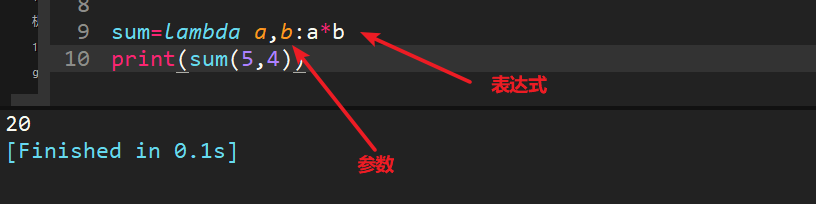 8
9 sum=lambda a,b:a*b
10 print(sum(5,4))
表达式
20
[Finished in 0.1s]
参数